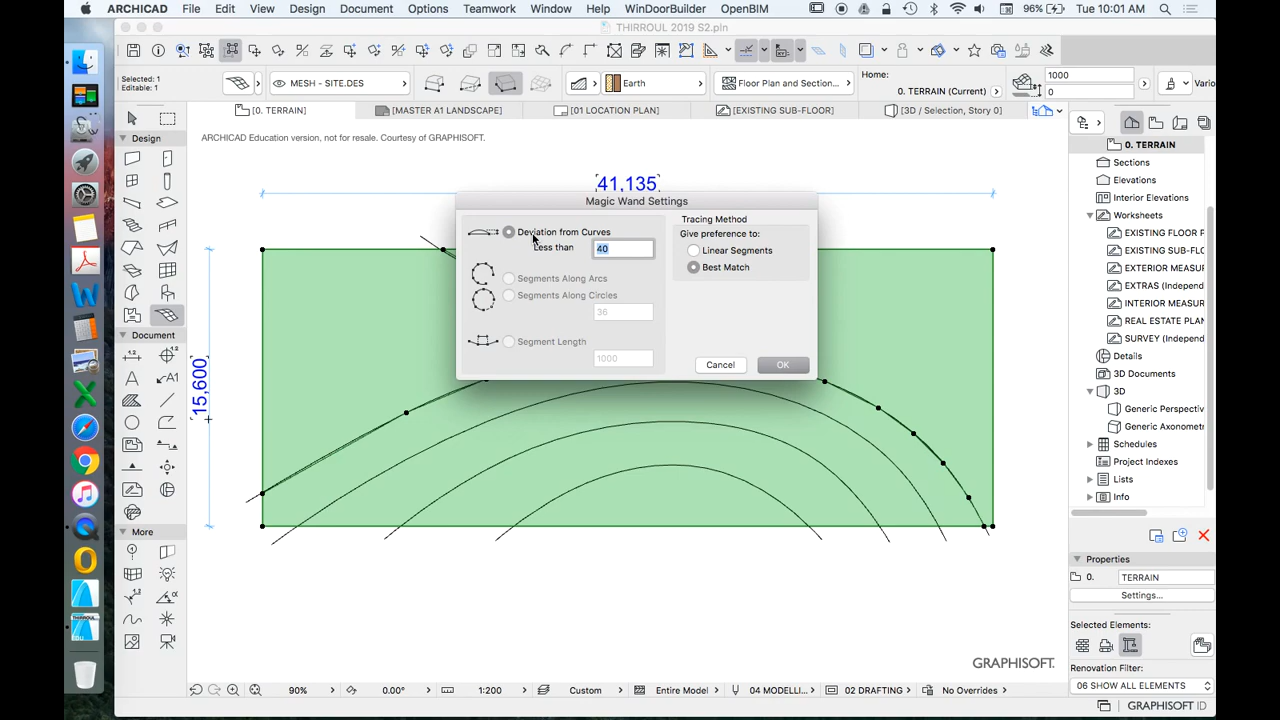 ARCHICAD File Edit View Design Document Options Teamwork Window WinDoorBuilder OpenBIM 96% Tue 10:01 AM
THIRROUL 2019 S2.pln
Selected: 1
Editable: 1
MESH - SITE.DES
Earth
Floor Plan and Section...
Home:
0. TERRAIN (Current)
1000
0
Vario
[0. TERRAIN]
[MASTER A1 LANDSCAPE]
[01 LOCATION PLAN]
[EXISTING SUB-FLOOR]
[3D / Selection, Story 0]
ARCHICAD Education version, not for resale. Courtesy of GRAPHISOFT.
Design
Document
More
41,135
15,600
Magic Wand Settings
Deviation from Curves
Less than 40
Segments Along Arcs
Segments Along Circles
36
Segment Length
1000
Tracing Method
Give preference to:
Linear Segments
Best Match
Cancel
OK
GRAPHISOFT.
0. TERRAIN
Sections
Elevations
Interior Elevations
Worksheets
EXISTING FLOOR P
EXISTING SUB-FLO
EXTERIOR MEASUR
EXTRAS (Independ
INTERIOR MEASUR
REAL ESTATE PLAN
SURVEY (Independ
Details
3D Documents
3D
Generic Perspectiv
Generic Axonometr
Schedules
Project Indexes
Lists
Info
Properties
0. TERRAIN
Settings...
Selected Elements:
Renovation Filter:
06 SHOW ALL ELEMENTS
90%
0.00°
1:200
Custom
Entire Model
04 MODELLI...
02 DRAFTING
No Overrides
GRAPHISOFT ID